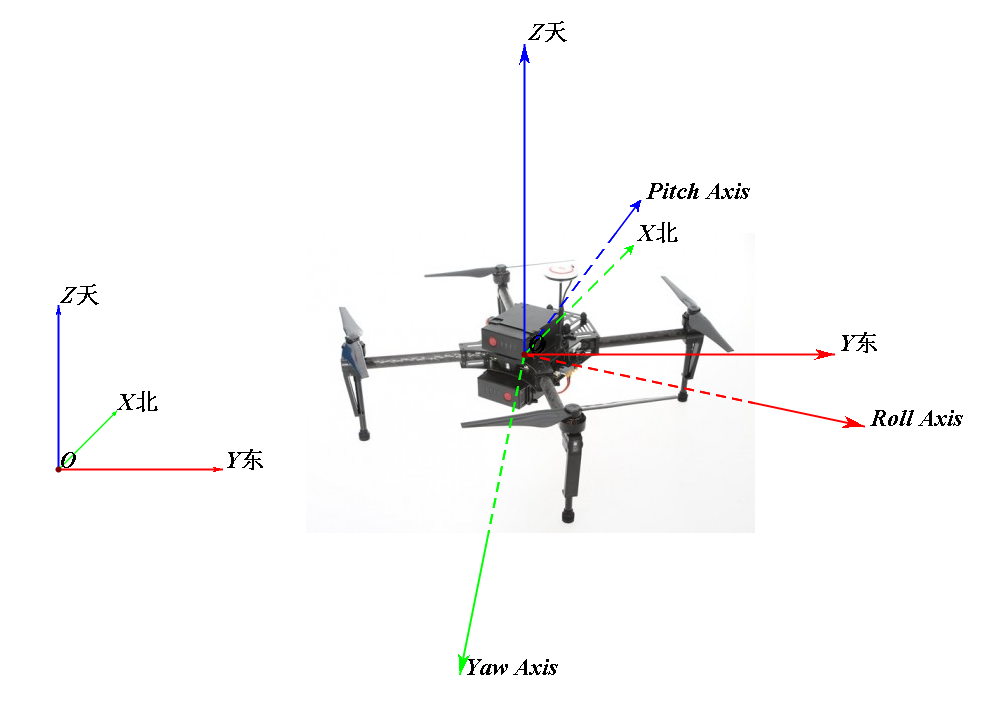 Z天
Pitch Axis
X北
Z天
Y东
X北
Roll Axis
O
Y东
Yaw Axis